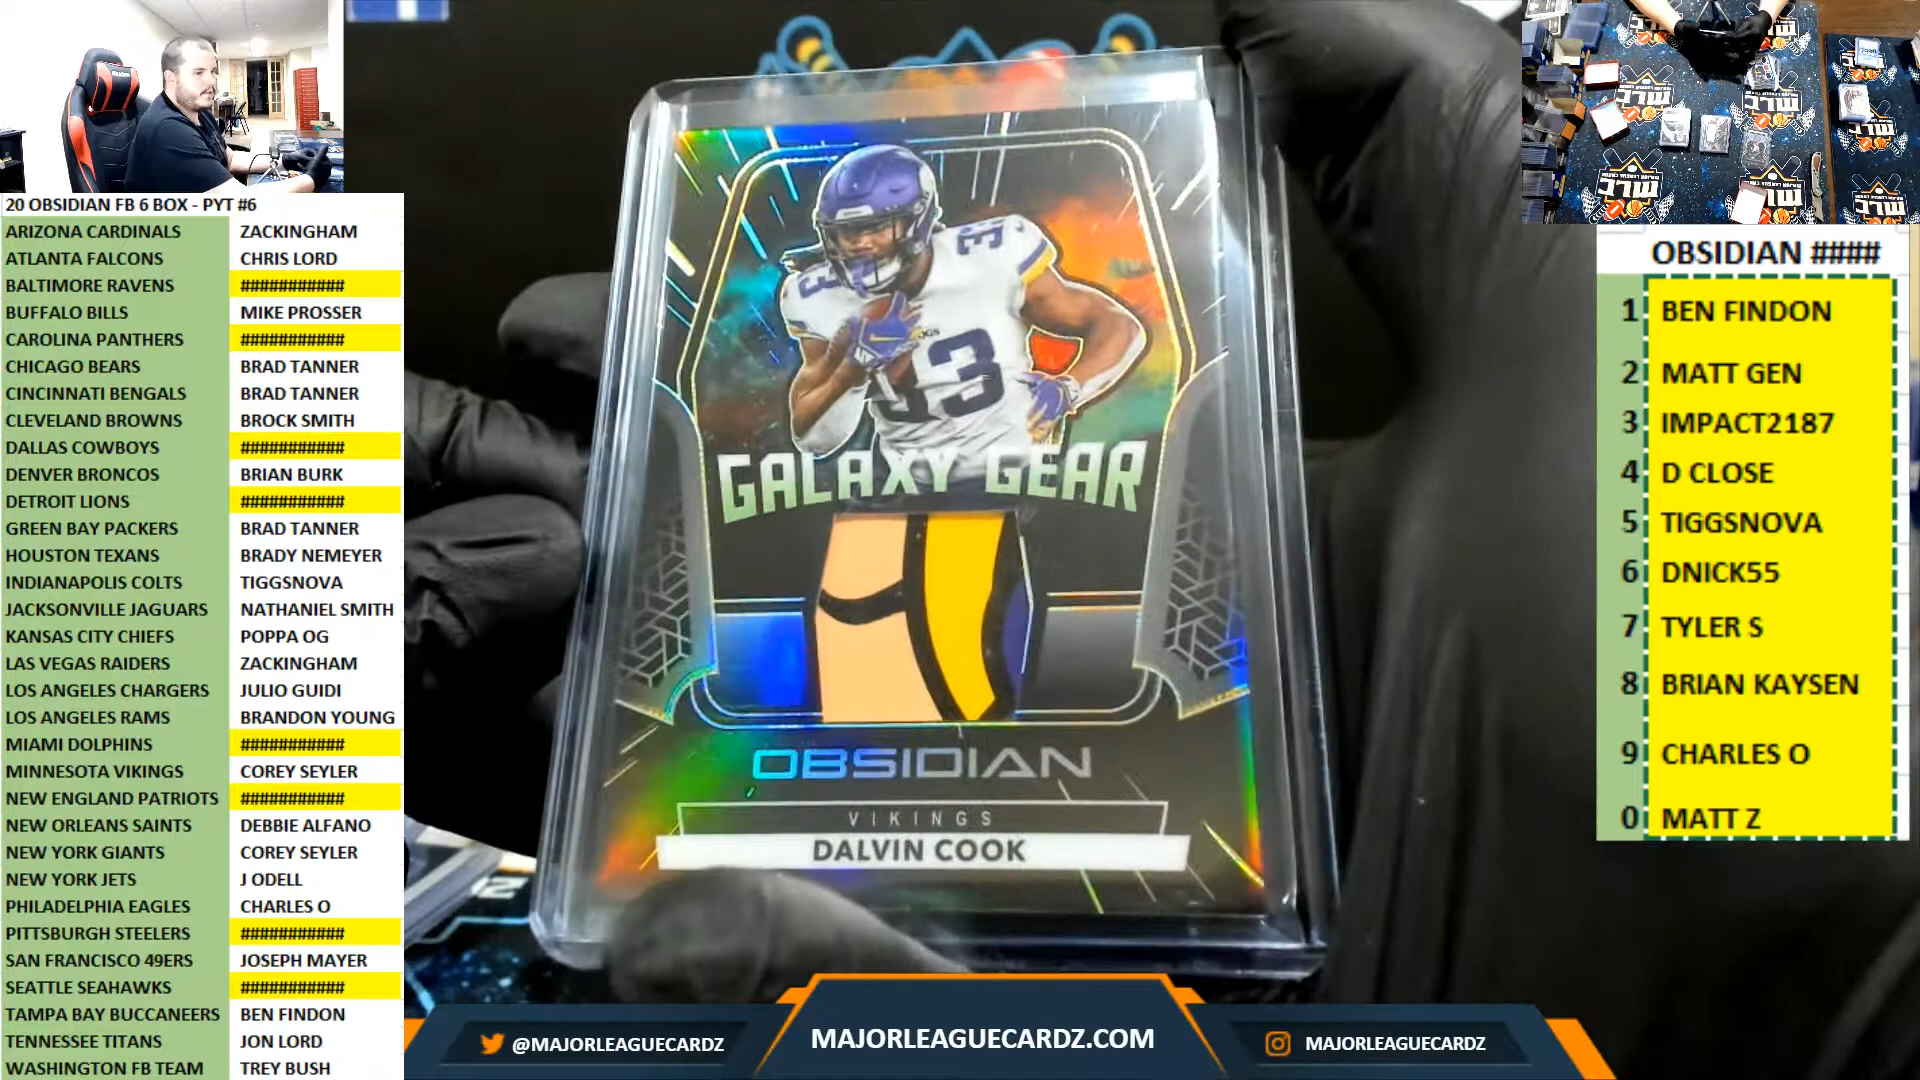 20 OBSIDIAN FB 6 BOX - PYT #6
ARIZONA CARDINALS ZACKINGHAM
ATLANTA FALCONS CHRIS LORD
BALTIMORE RAVENS ###########
BUFFALO BILLS MIKE PROSSER
CAROLINA PANTHERS ###########
CHICAGO BEARS BRAD TANNER
CINCINNATI BENGALS BRAD TANNER
CLEVELAND BROWNS BROCK SMITH
DALLAS COWBOYS ###########
DENVER BRONCOS BRIAN BURK
DETROIT LIONS ###########
GREEN BAY PACKERS BRAD TANNER
HOUSTON TEXANS BRADY NEMEYER
INDIANAPOLIS COLTS TIGGSNOVA
JACKSONVILLE JAGUARS NATHANIEL SMITH
KANSAS CITY CHIEFS POPPA OG
LAS VEGAS RAIDERS ZACKINGHAM
LOS ANGELES CHARGERS JULIO GUIDI
LOS ANGELES RAMS BRANDON YOUNG
MIAMI DOLPHINS ###########
MINNESOTA VIKINGS COREY SEYLER
NEW ENGLAND PATRIOTS ###########
NEW ORLEANS SAINTS DEBBIE ALFANO
NEW YORK GIANTS COREY SEYLER
NEW YORK JETS J ODELL
PHILADELPHIA EAGLES CHARLES O
PITTSBURGH STEELERS ###########
SAN FRANCISCO 49ERS JOSEPH MAYER
SEATTLE SEAHAWKS ###########
TAMPA BAY BUCCANEERS BEN FINDON
TENNESSEE TITANS JON LORD
WASHINGTON FB TEAM TREY BUSH
33
33
GALAXY GEAR
OBSIDIAN
VIKINGS
DALVIN COOK
OBSIDIAN ####
1 BEN FINDON
2 MATT GEN
3 IMPACT2187
4 D CLOSE
5 TIGGSNOVA
6 DNICK55
7 TYLER S
8 BRIAN KAYSEN
9 CHARLES O
0 MATT Z
@MAJORLEAGUECARDZ
MAJORLEAGUECARDZ.COM
MAJORLEAGUECARDZ